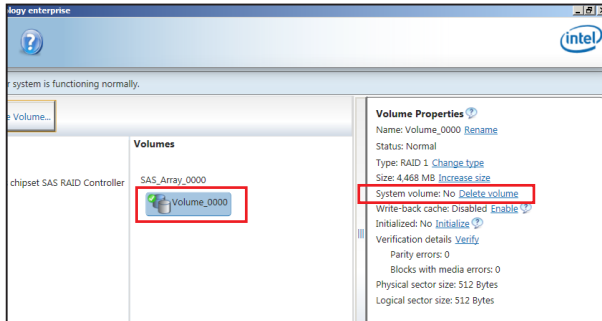 ology enterprise
intel
r system is functioning normally.
e Volume...
Volumes
chipset SAS RAID Controller
SAS_Array_0000
Volume_0000
Volume Properties
Name: Volume_0000 Rename
Status: Normal
Type: RAID 1 Change type
Size: 4,468 MB Increase size
System volume: No Delete volume
Write-back cache: Disabled Enable
Initialized: No Initialize
Verification details Verify
Parity errors: 0
Blocks with media errors: 0
Physical sector size: 512 Bytes
Logical sector size: 512 Bytes